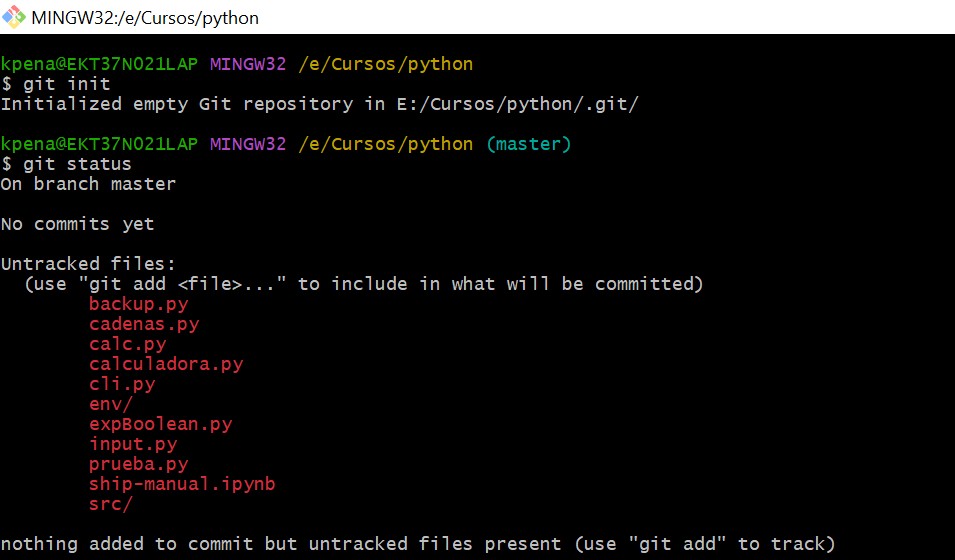 MINGW32:/e/Cursos/python
kpena@EKT37NO21LAP MINGW32 /e/Cursos/python
$ git init
Initialized empty Git repository in E:/Cursos/python/.git/
kpena@EKT37NO21LAP MINGW32 /e/Cursos/python (master)
$ git status
On branch master
No commits yet
Untracked files:
(use "git add <file>..." to include in what will be committed)
backup.py
cadenas.py
calc.py
calculadora.py
cli.py
env/
expBoolean.py
input.py
prueba.py
ship-manual.ipynb
src/
nothing added to commit but untracked files present (use "git add" to track)